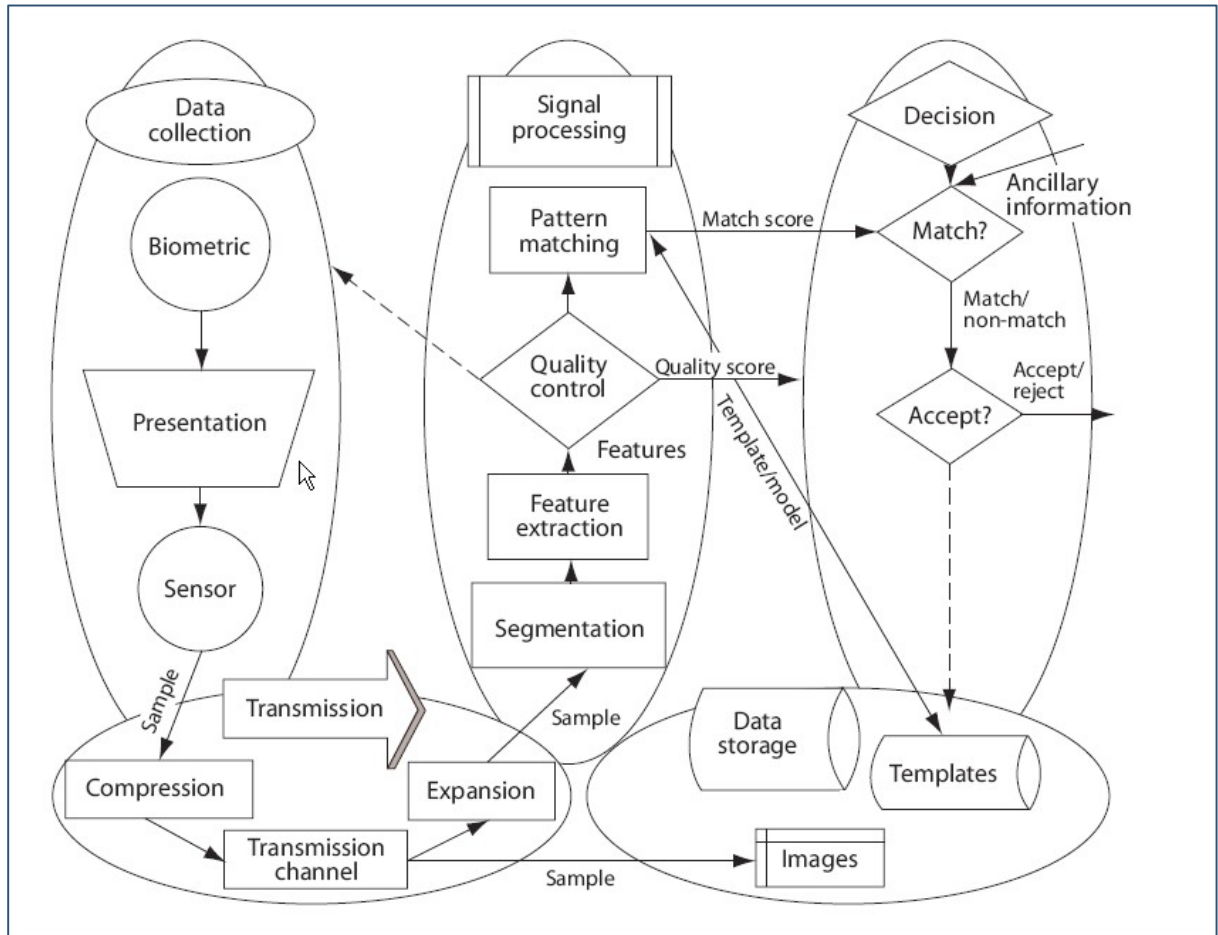 Data
collection
Biometric
Presentation
Sensor
Sample
Transmission
Compression
Transmission
channel
Expansion
Sample
Sample
Signal
processing
Pattern
matching
Match score
Quality
control
Quality score
Features
Feature
extraction
Segmentation
Template/model
Decision
Ancillary
information
Match?
Match/
non-match
Accept/
reject
Accept?
Data
storage
Templates
Images